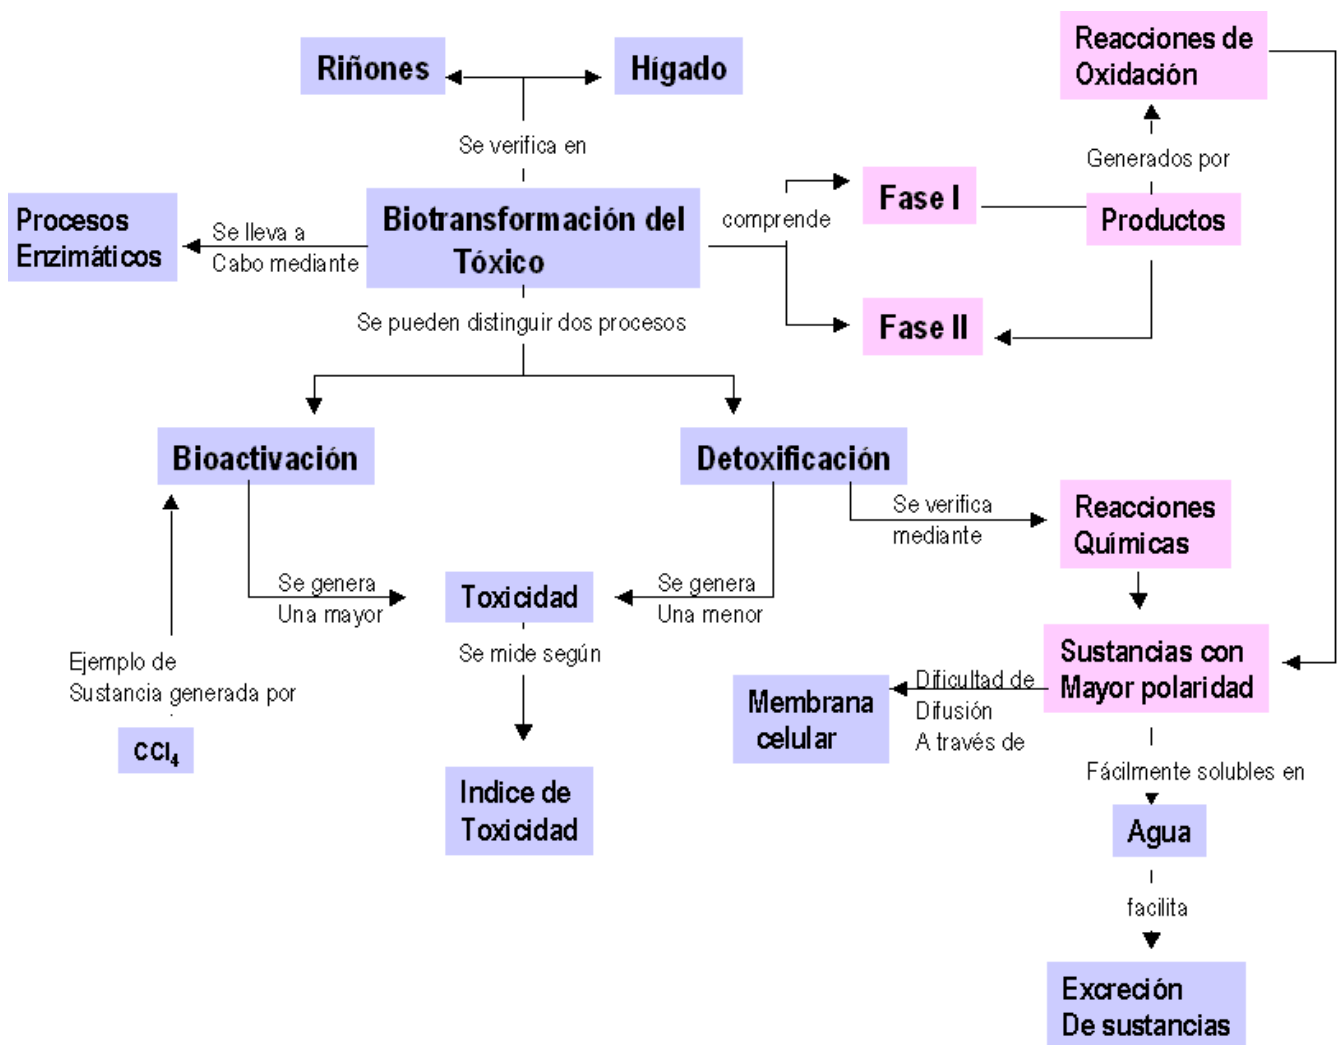 Riñones
Hígado
Reacciones de
Oxidación
Se verifica en
Generados por
Procesos
Enzimáticos
Se lleva a
Cabo mediante
Biotransformación del
Tóxico
comprende
Fase I
Productos
Se pueden distinguir dos procesos
Fase II
Bioactivación
Detoxificación
Se verifica
mediante
Reacciones
Químicas
Se genera
Una mayor
Toxicidad
Se genera
Una menor
Ejemplo de
Sustancia generada por
CCl₄
Se mide según
Indice de
Toxicidad
Sustancias con
Mayor polaridad
Dificultad de
Difusión
A través de
Membrana
celular
Fácilmente solubles en
Agua
facilita
Excreción
De sustancias